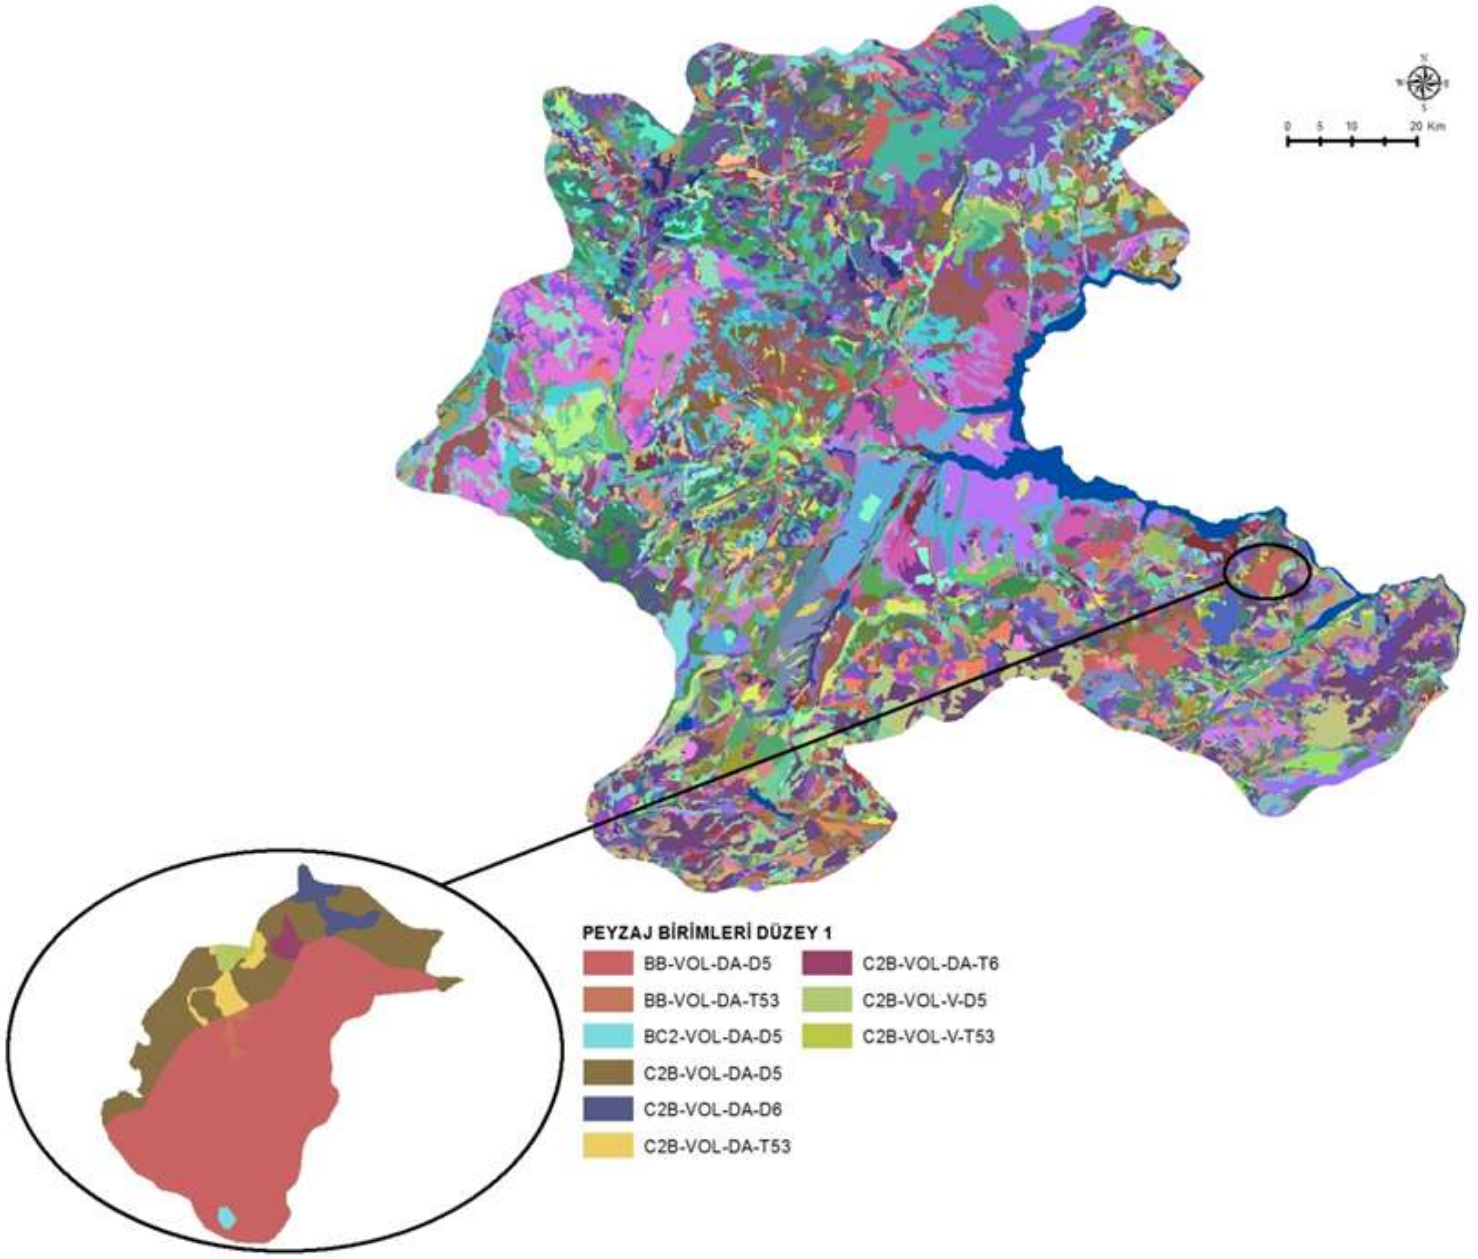 N
W E
S
0 5 10 20 Km
PEYZAJ BİRİMLERİ DÜZEY 1
BB-VOL-DA-D5
BB-VOL-DA-T53
BC2-VOL-DA-D5
C2B-VOL-DA-D5
C2B-VOL-DA-D6
C2B-VOL-DA-T53
C2B-VOL-DA-T6
C2B-VOL-V-D5
C2B-VOL-V-T53